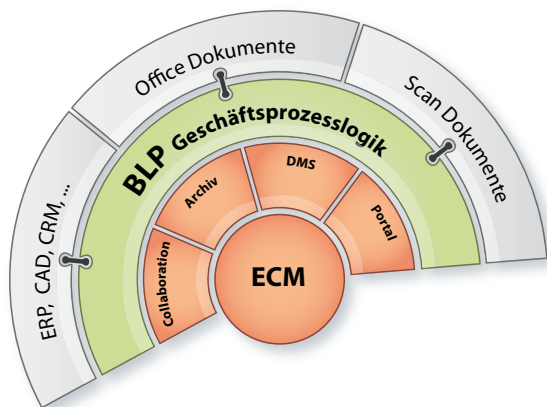 ERP, CAD, CRM, ...
Office Dokumente
Scan Dokumente
BLP Geschäftsprozesslogik
Collaboration
Archiv
DMS
Portal
ECM